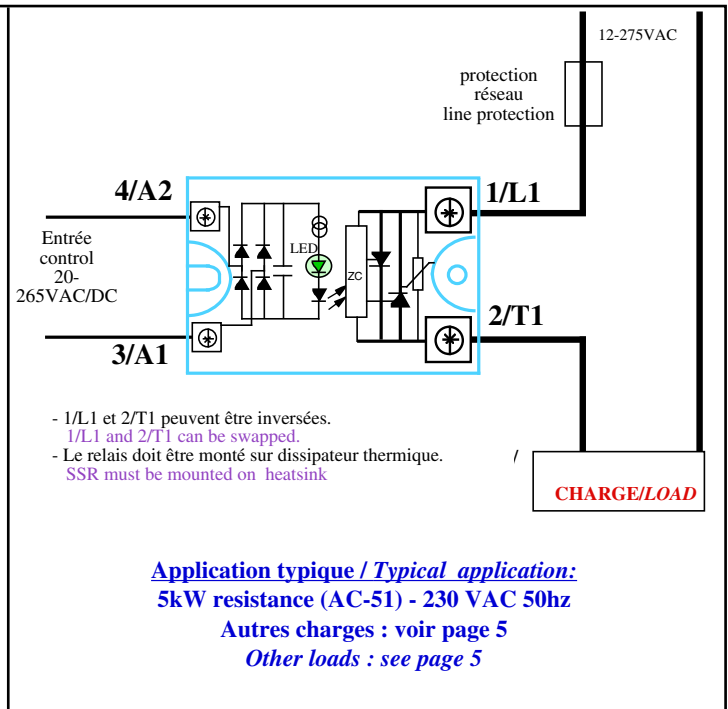 12-275VAC
protection
réseau
line protection
4/A2
1/L1
Entrée
control
20-
265VAC/DC
LED
ZC
2/T1
3/A1
- 1/L1 et 2/T1 peuvent être inversées.
1/L1 and 2/T1 can be swapped.
- Le relais doit être monté sur dissipateur thermique.
/
SSR must be mounted on heatsink
CHARGE/LOAD
Application typique / Typical application:
5kW resistance (AC-51) - 230 VAC 50hz
Autres charges : voir page 5
Other loads : see page 5